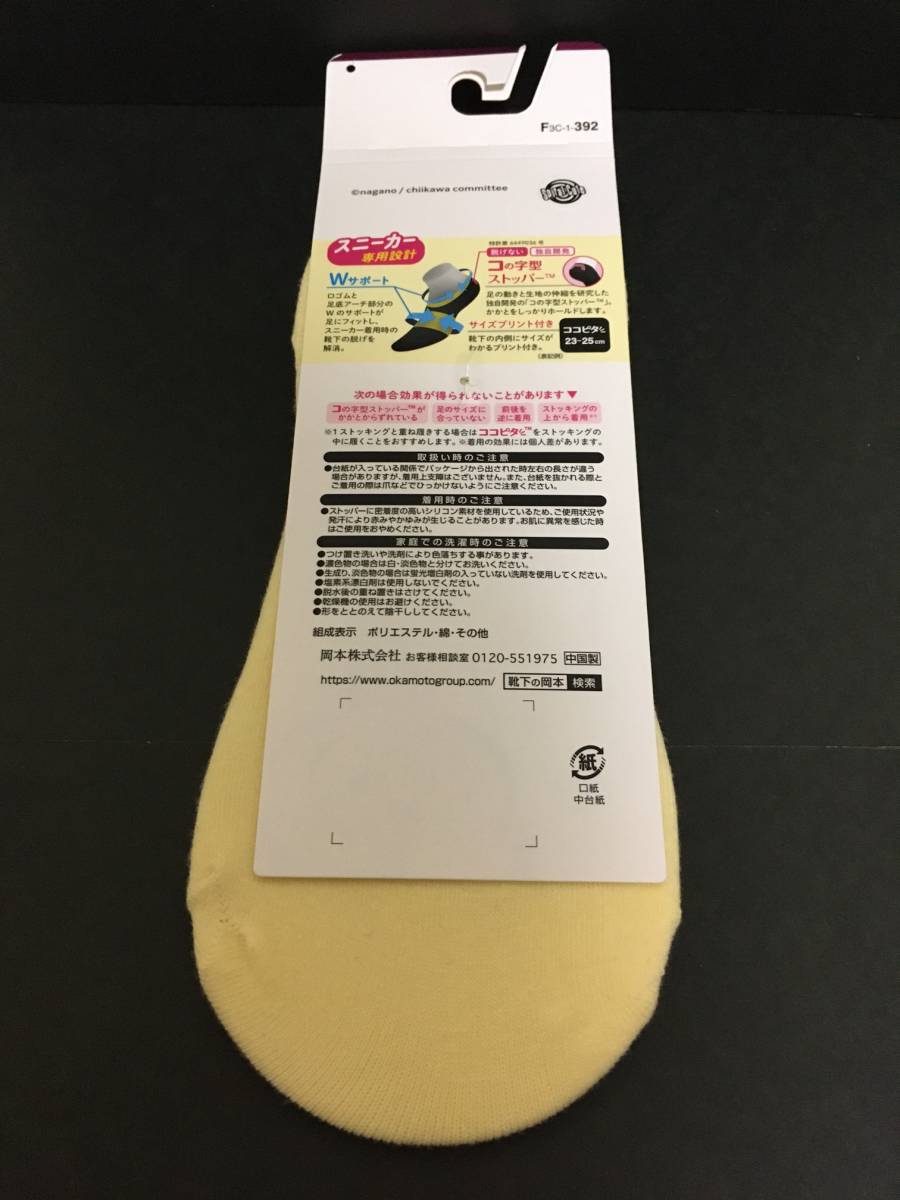 F3C-1-392
©nagano / chiikawa committee
スニーカー
専用設計
Wサポート
口ゴムと
足底アーチ部分の
Wのサポートが
足にフィットし、
スニーカー着用時の
靴下の脱げを
解消。
特許第6449036号
脱げない 独自開発
コの字型
ストッパー™
足の動きと生地の伸縮を研究した
独自開発の「コの字型ストッパー™」。
かかとをしっかりホールドします。
サイズプリント付き
靴下の内側にサイズが
わかるプリント付き。
ココピタッ
23-25cm
(表記例)
次の場合効果が得られないことがあります▼
コの字型ストッパー™が
かかとからずれている
足のサイズに
合っていない
前後を
逆に着用
ストッキングの
上から着用※1
※1ストッキングと重ね履きする場合はココピタッ™をストッキングの
中に履くことをおすすめします。※着用の効果には個人差があります。
取扱い時のご注意
●台紙が入っている関係でパッケージから出された時左右の長さが違う
場合がありますが、着用上支障はございません。また、台紙を抜かれる際と
ご着用の際は爪などでひっかけないようにご注意ください。
着用時のご注意
●ストッパーに密着度の高いシリコン素材を使用しているため、ご使用状況や
発汗により赤みやかゆみが生じることがあります。お肌に異常を感じた時
はご使用をおやめください。
家庭での洗濯時のご注意
●つけ置き洗いや洗剤により色落ちする事があります。
●濃色物の場合は白・淡色物と分けてお洗いください。
●生成り、淡色物の場合は蛍光増白剤の入っていない洗剤を使用してください。
●塩素系漂白剤は使用しないでください。
●脱水後の重ね置きはさけてください。
●乾燥機の使用はお避けください。
●形をととのえて陰干ししてください。
組成表示 ポリエステル・綿・その他
岡本株式会社 お客様相談室 0120-551975 中国製
https://www.okamotogroup.com/ 靴下の岡本 検索
紙
口紙
中台紙